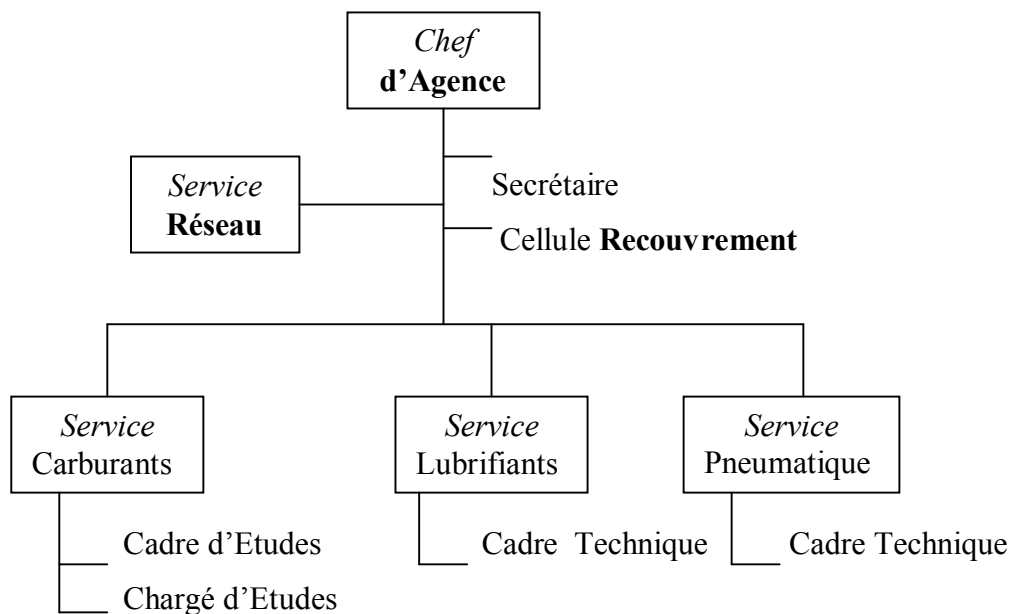 Chef
d’Agence
Secrétaire
Service
Réseau
Cellule Recouvrement
Service
Carburants
Service
Lubrifiants
Service
Pneumatique
Cadre d’Etudes
Chargé d’Etudes
Cadre Technique
Cadre Technique